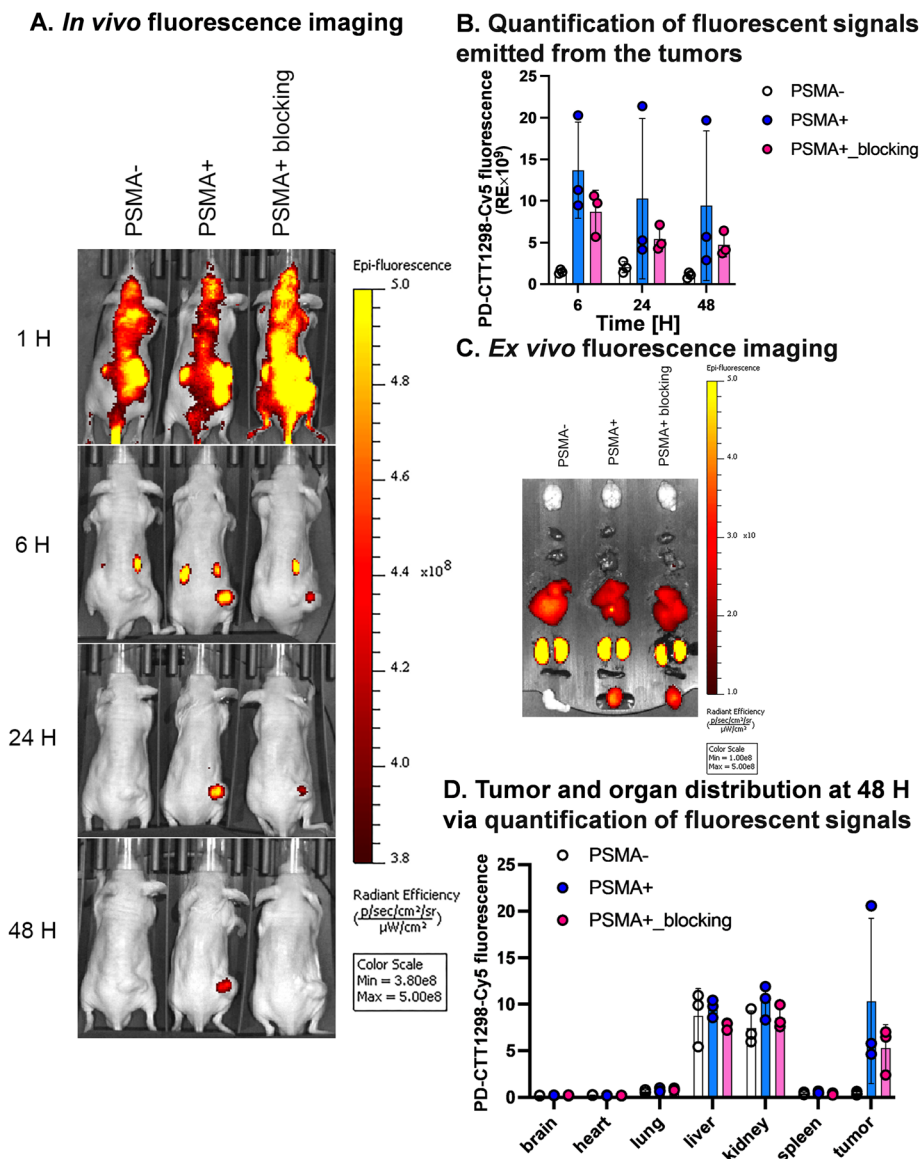 A. In vivo fluorescence imaging
PSMA-
PSMA+
PSMA+ blocking
1 H
6 H
24 H
48 H
Epi-fluorescence
5.0
4.8
4.6
4.4
x10⁸
4.2
4.0
3.8
Radiant Efficiency
(p/sec/cm²/sr
µW/cm²)
Color Scale
Min = 3.80e8
Max = 5.00e8
B. Quantification of fluorescent signals
emitted from the tumors
PD-CTT1298-Cy5 fluorescence
(RE×10⁹)
25
20
15
10
5
0
6
24
48
Time [H]
PSMA-
PSMA+
PSMA+_blocking
C. Ex vivo fluorescence imaging
PSMA-
PSMA+
PSMA+ blocking
Epi-fluorescence
5.0
4.0
3.0
x10
2.0
1.0
Radiant Efficiency
(p/sec/cm²/sr
µW/cm²)
Color Scale
Min = 1.00e8
Max = 5.00e8
D. Tumor and organ distribution at 48 H
via quantification of fluorescent signals
PD-CTT1298-Cy5 fluorescence
25
20
15
10
5
0
PSMA-
PSMA+
PSMA+_blocking
brain
heart
lung
liver
kidney
spleen
tumor